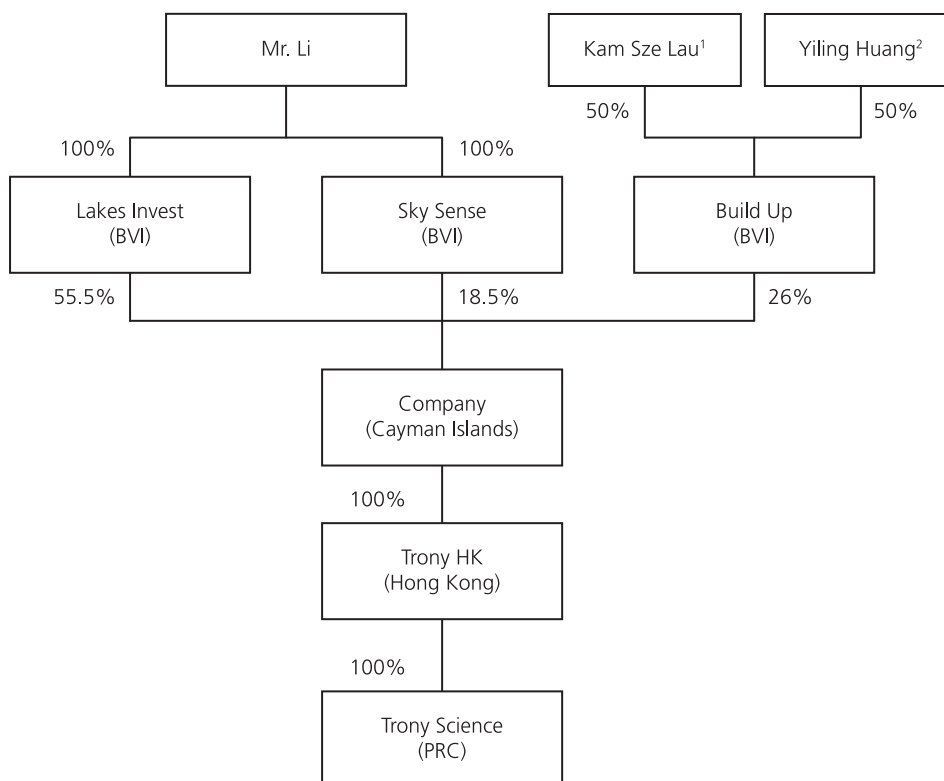 Mr. Li
Kam Sze Lau¹
Yiling Huang²
50%
50%
100%
100%
Lakes Invest
(BVI)
Sky Sense
(BVI)
Build Up
(BVI)
55.5%
18.5%
26%
Company
(Cayman Islands)
100%
Trony HK
(Hong Kong)
100%
Trony Science
(PRC)